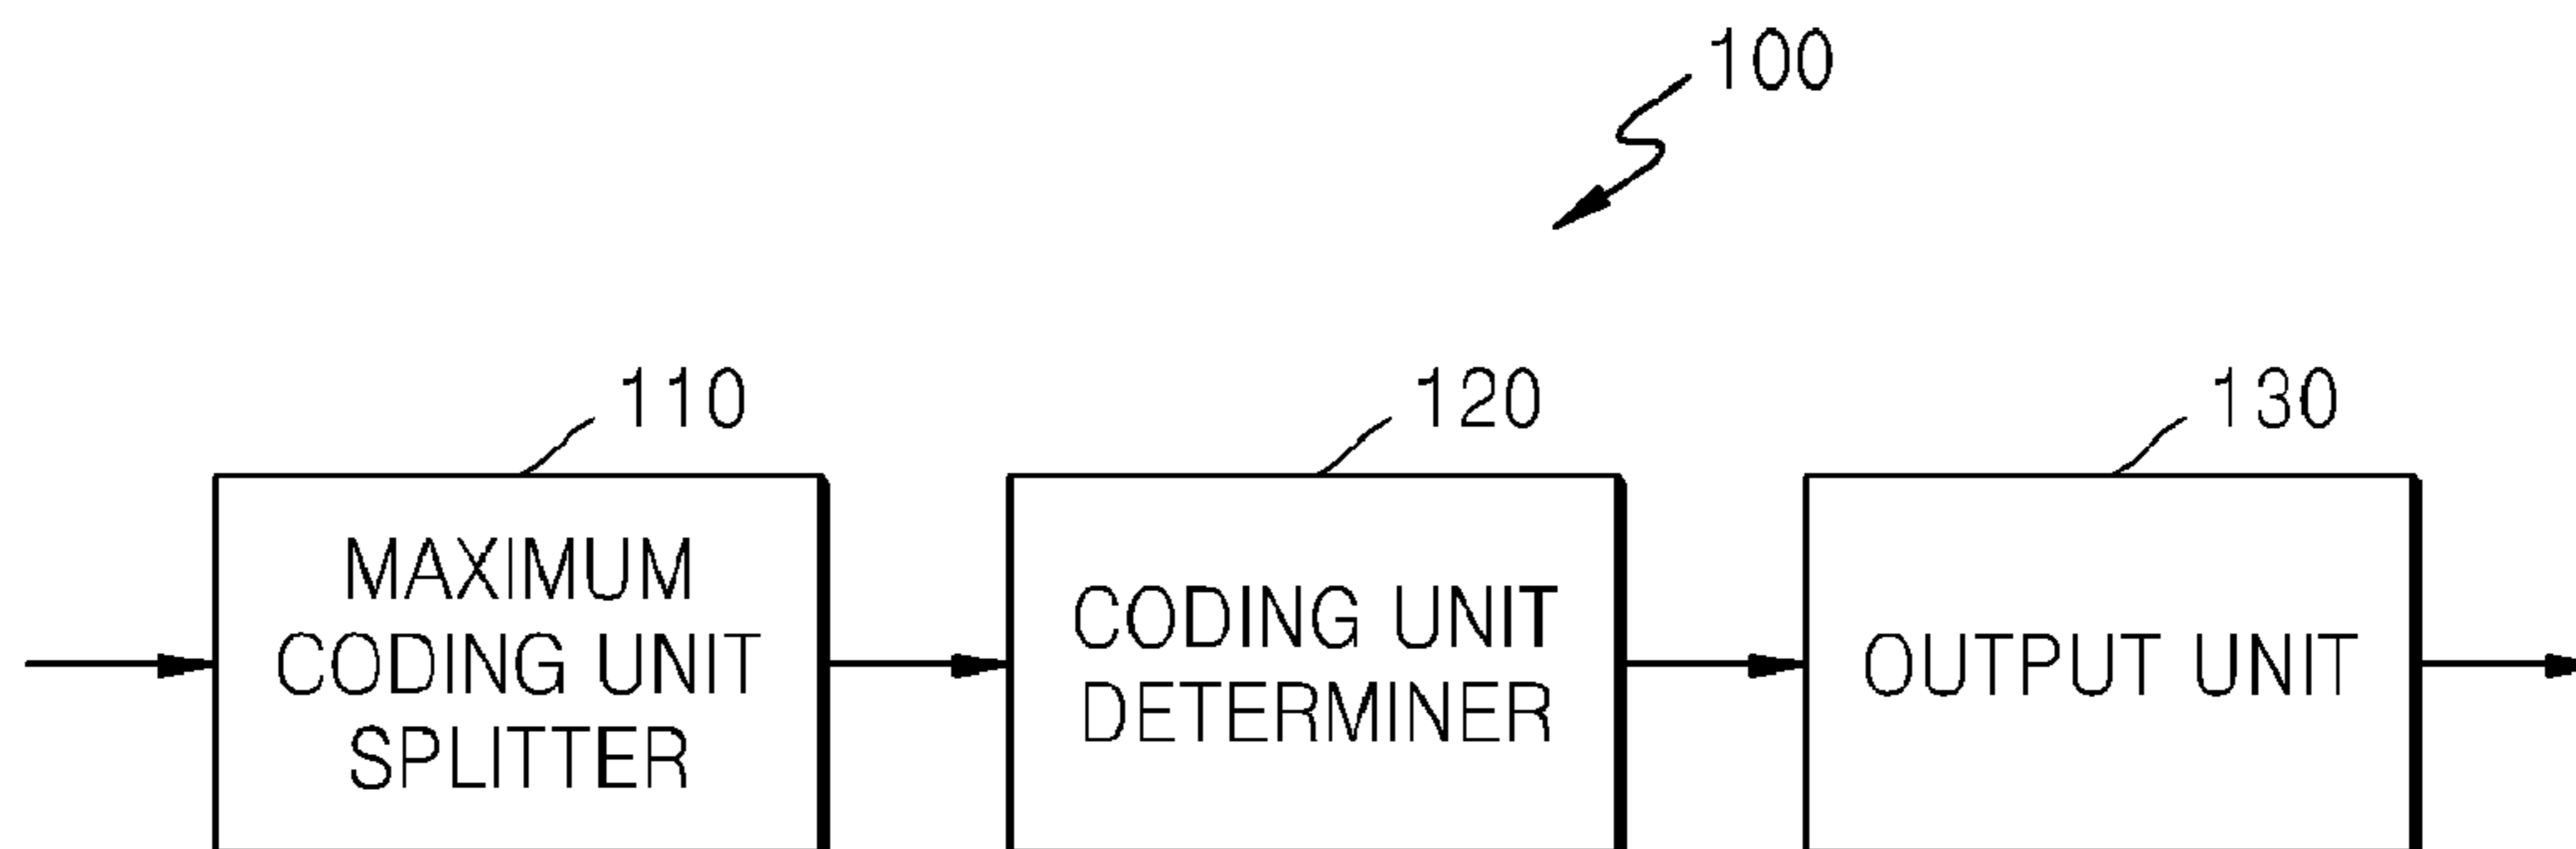 100
110
120
130
MAXIMUM
CODING UNIT
SPLITTER
CODING UNIT
DETERMINER
OUTPUT UNIT